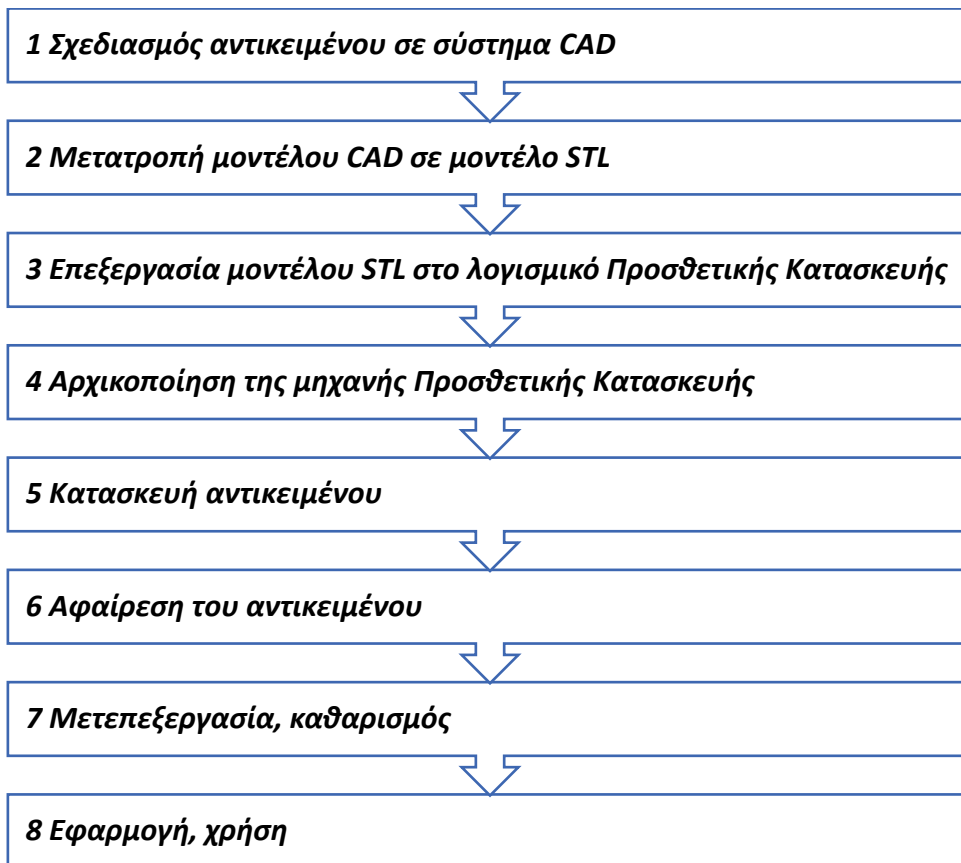 1 Σχεδιασμός αντικειμένου σε σύστημα CAD
2 Μετατροπή μοντέλου CAD σε μοντέλο STL
3 Επεξεργασία μοντέλου STL στο λογισμικό Προσθετικής Κατασκευής
4 Αρχικοποίηση της μηχανής Προσθετικής Κατασκευής
5 Κατασκευή αντικειμένου
6 Αφαίρεση του αντικειμένου
7 Μετεπεξεργασία, καθαρισμός
8 Εφαρμογή, χρήση